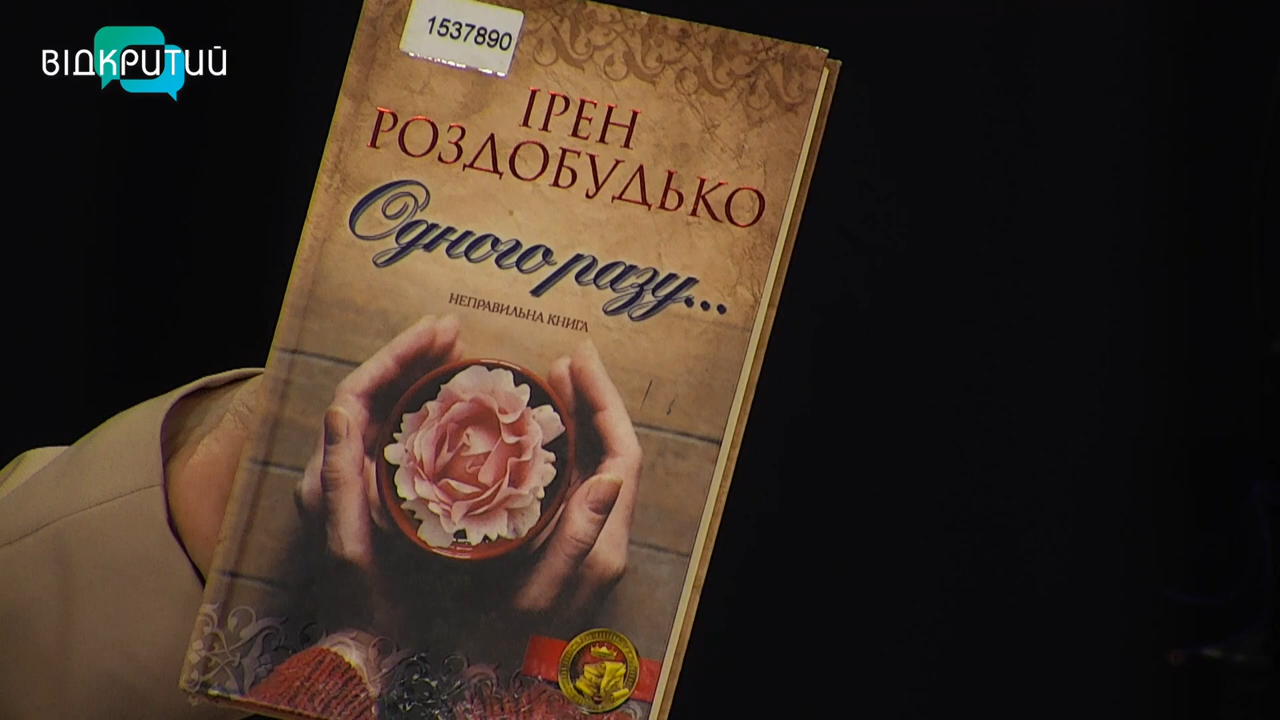 ВІДКРИТИЙ
1537890
ІРЕН
РОЗДОБУДЬКО
Одного разу...
НЕПРАВИЛЬНА КНИГА